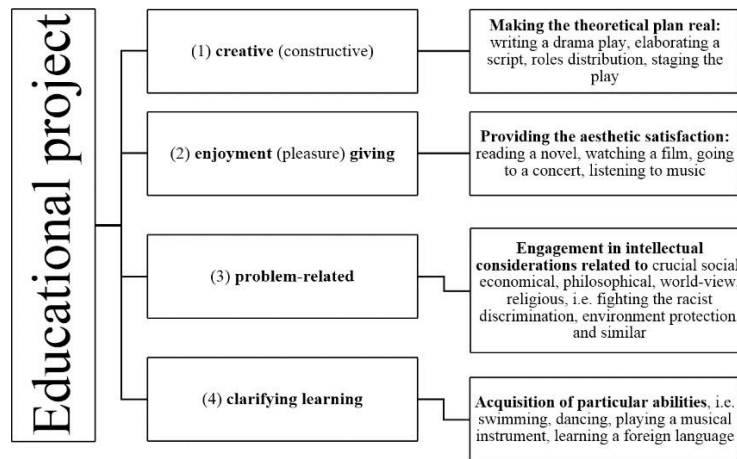 Educational project
(1) creative (constructive)
Making the theoretical plan real:
writing a drama play, elaborating a
script, roles distribution, staging the
play
(2) enjoyment (pleasure) giving
Providing the aesthetic satisfaction:
reading a novel, watching a film, going
to a concert, listening to music
(3) problem-related
Engagement in intellectual
considerations related to crucial social,
economical, philosophical, world-view,
religious, i.e. fighting the racist
discrimination, environment protection,
and similar
(4) clarifying learning
Acquisition of particular abilities, i.e.
swimming, dancing, playing a musical
instrument, learning a foreign language